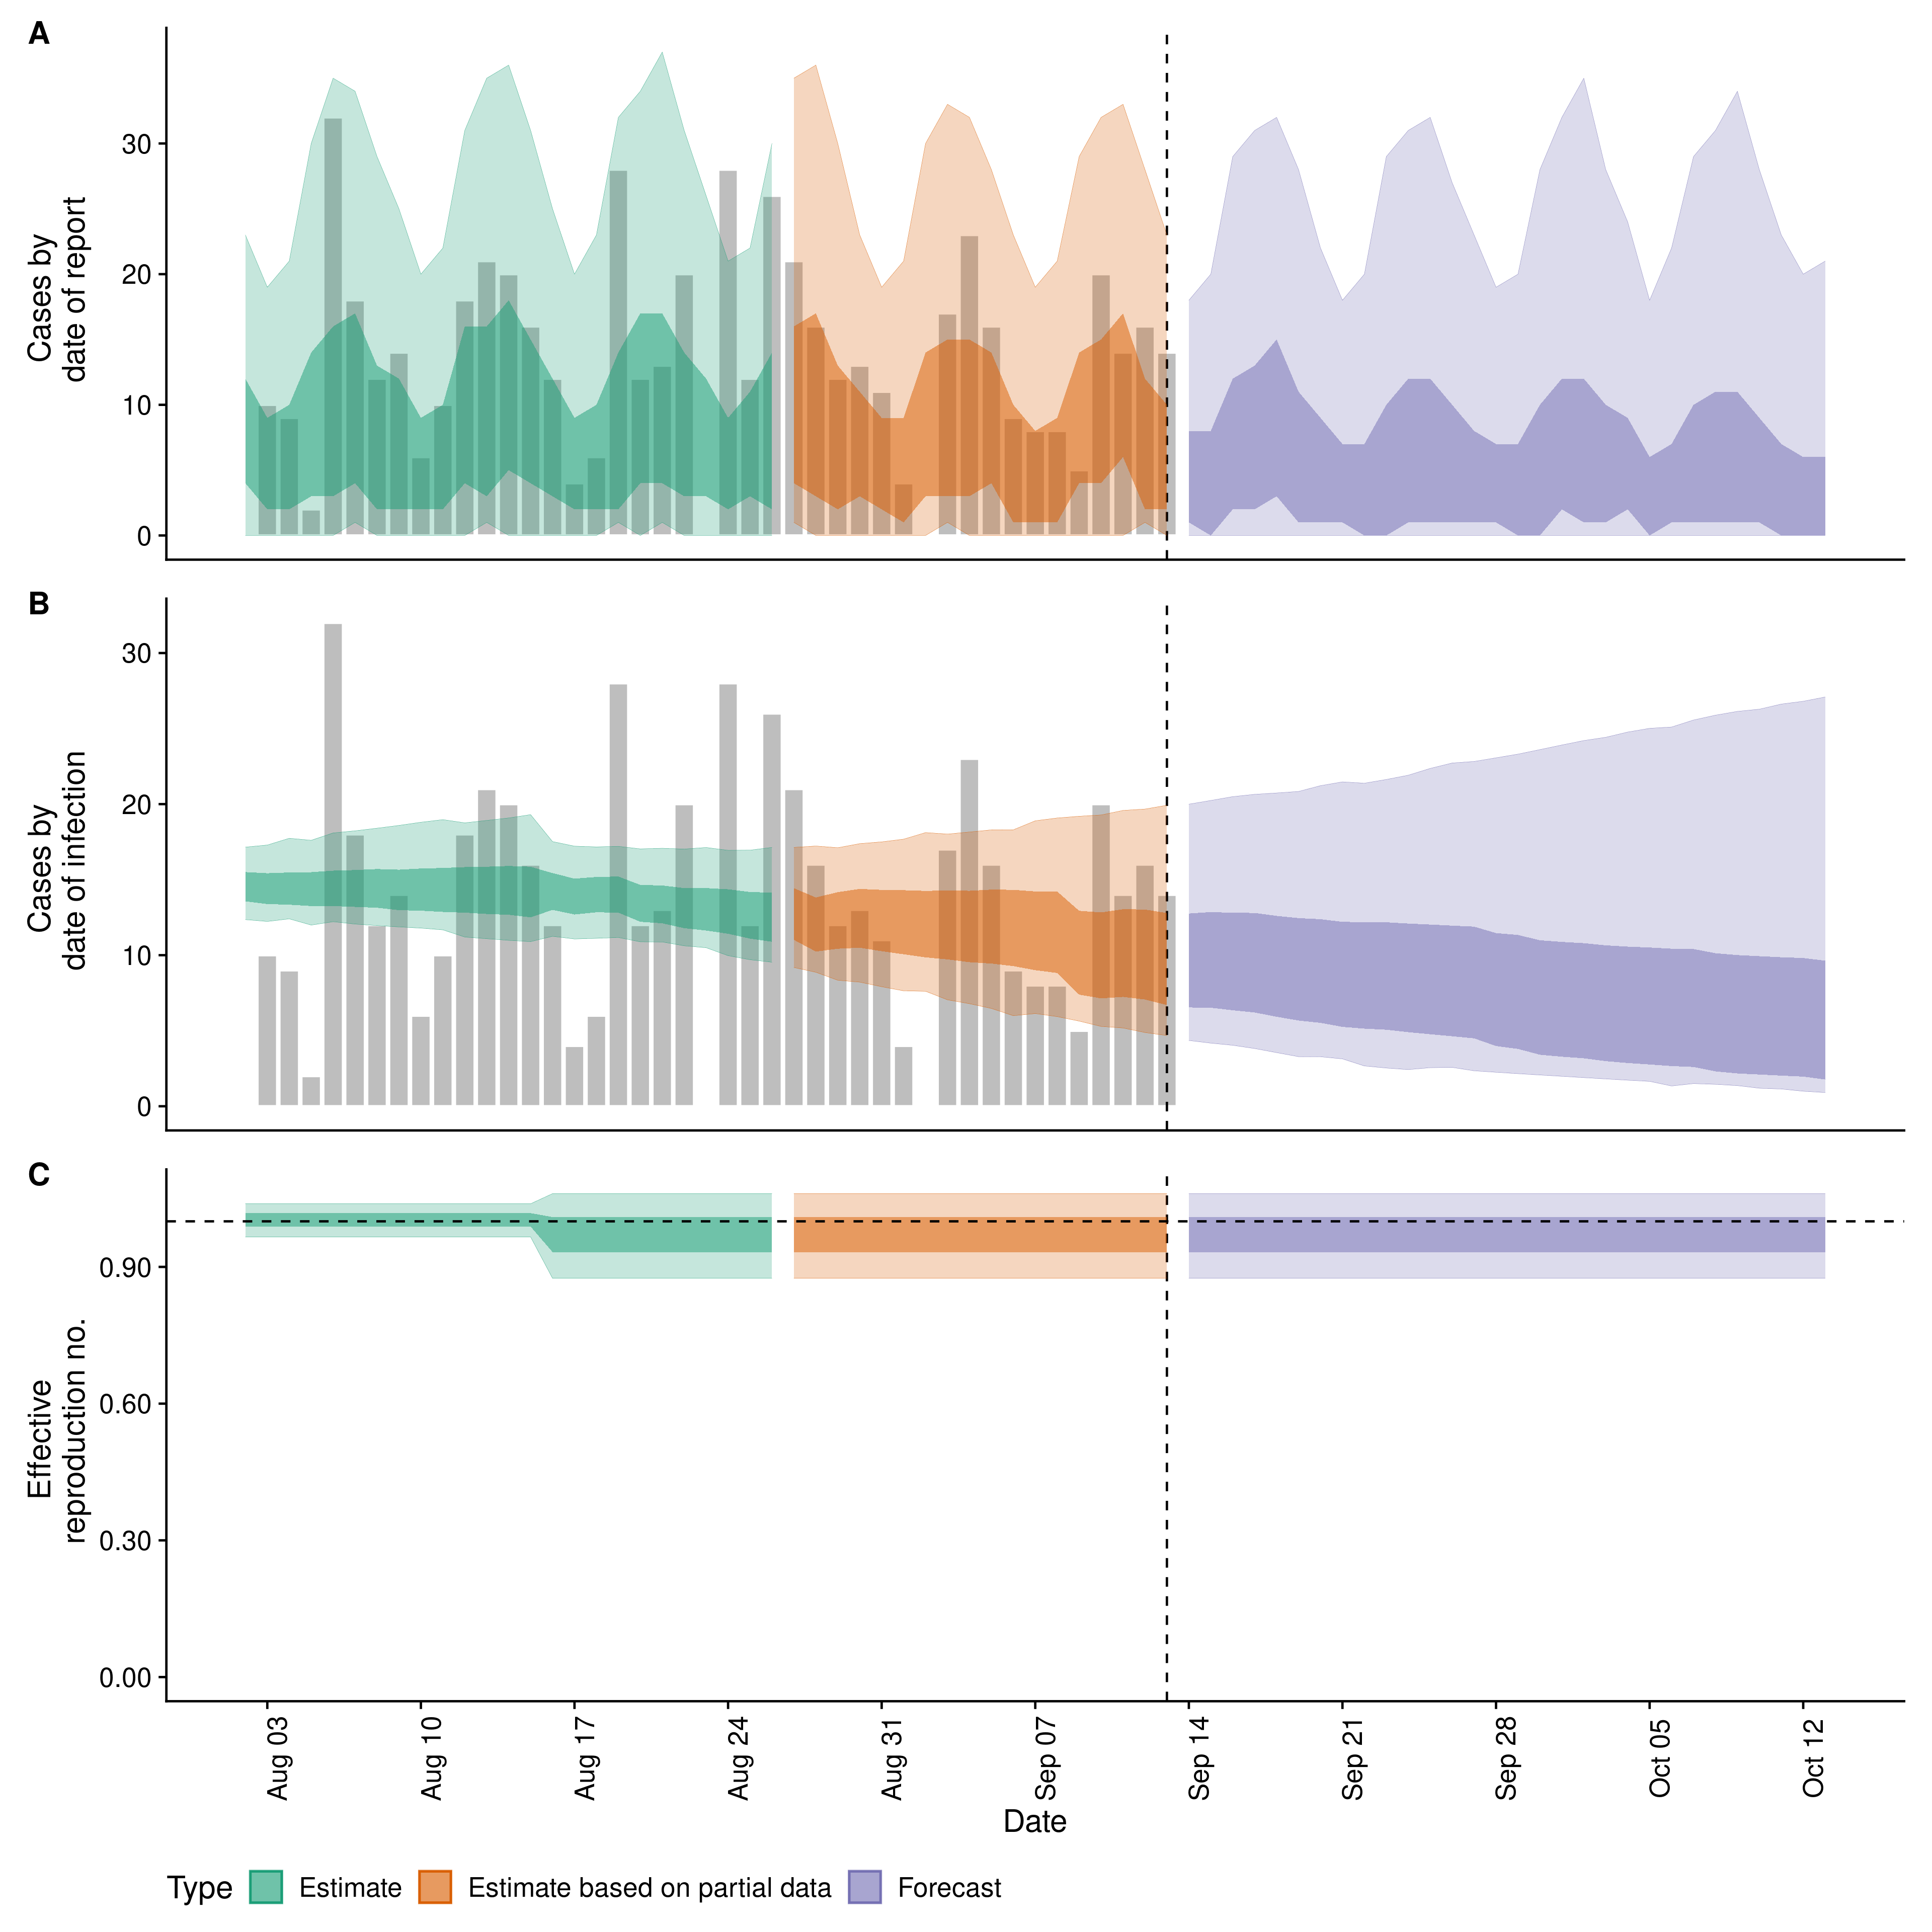 A
Cases by
date of report
30
20
10
0
B
Cases by
date of infection
30
20
10
0
C
Effective
reproduction no.
0.90
0.60
0.30
0.00
Aug 03
Aug 10
Aug 17
Aug 24
Aug 31
Sep 07
Sep 14
Sep 21
Sep 28
Oct 05
Oct 12
Date
Type
Estimate
Estimate based on partial data
Forecast